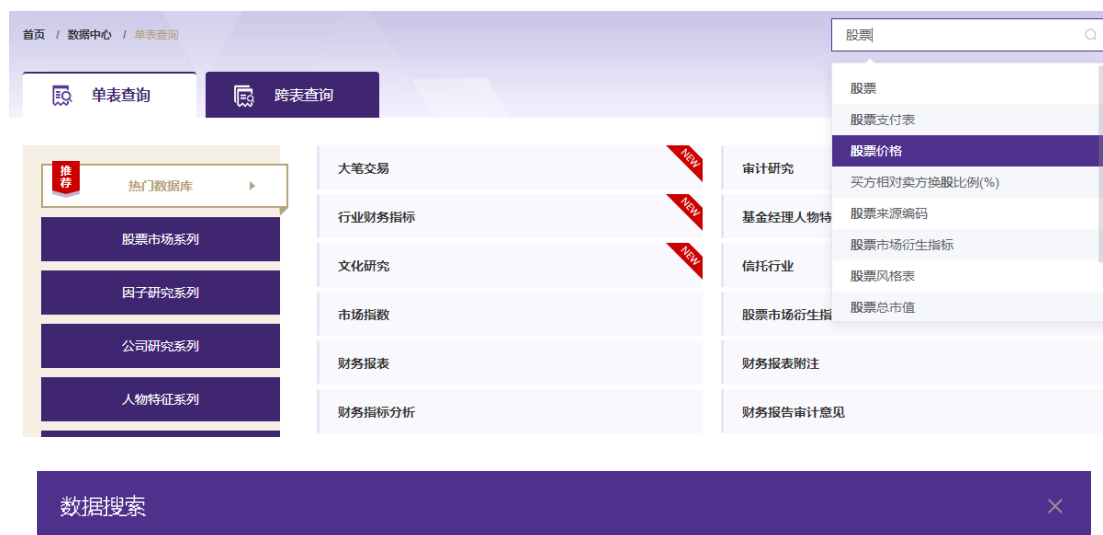 首页 / 数据中心 / 单表查询
股票
单表查询
跨表查询
股票
股票支付表
股票价格
买方相对卖方换股比例(%)
股票来源编码
股票市场衍生指标
股票风格表
股票总市值
推荐
热门数据库
股票市场系列
因子研究系列
公司研究系列
人物特征系列
大笔交易
NEW
审计研究
行业财务指标
NEW
基金经理人物特
文化研究
NEW
信托行业
市场指数
股票市场衍生指
财务报表
财务报表附注
财务指标分析
财务报告审计意见
数据搜索